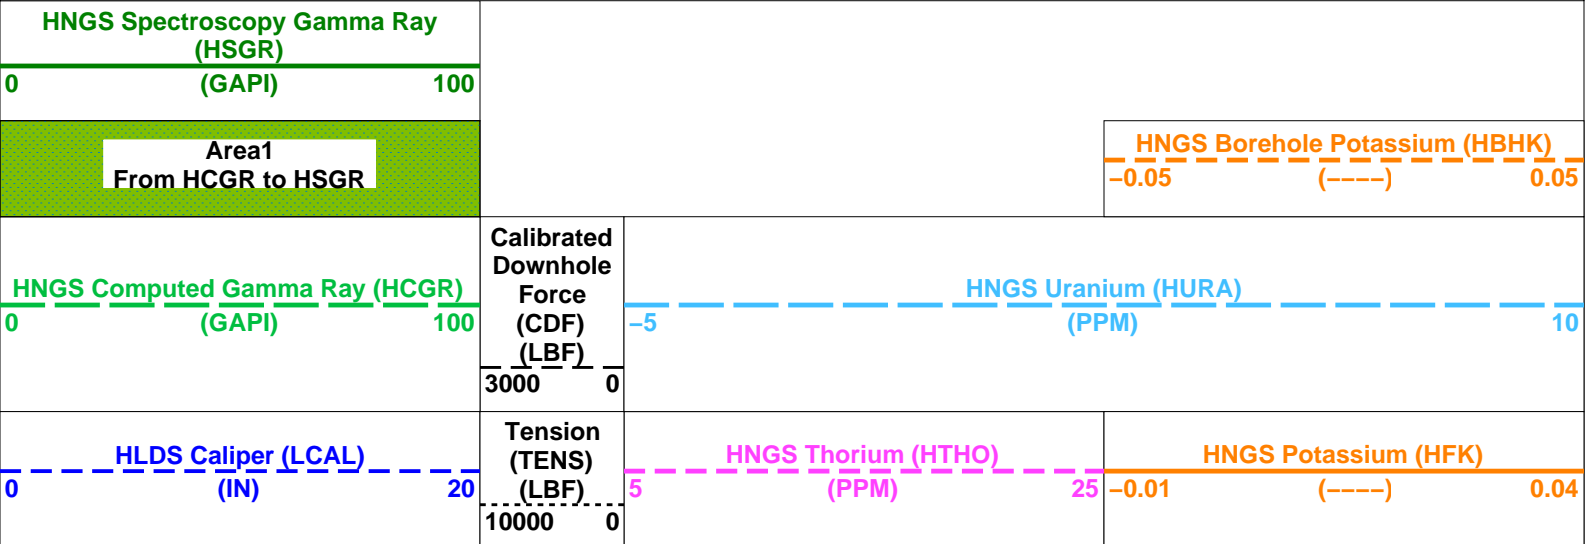 HNGS Spectroscopy Gamma Ray
(HSGR)
0 (GAPI) 100
Area1
From HCGR to HSGR
HNGS Borehole Potassium (HBHK)
−0.05 (−−−−) 0.05
HNGS Computed Gamma Ray (HCGR)
0 (GAPI) 100
Calibrated
Downhole
Force
(CDF)
(LBF)
3000 0
HNGS Uranium (HURA)
−5 (PPM) 10
HLDS Caliper (LCAL)
0 (IN) 20
Tension
(TENS)
(LBF)
10000 0
HNGS Thorium (HTHO)
5 (PPM) 25
HNGS Potassium (HFK)
−0.01 (−−−−) 0.04